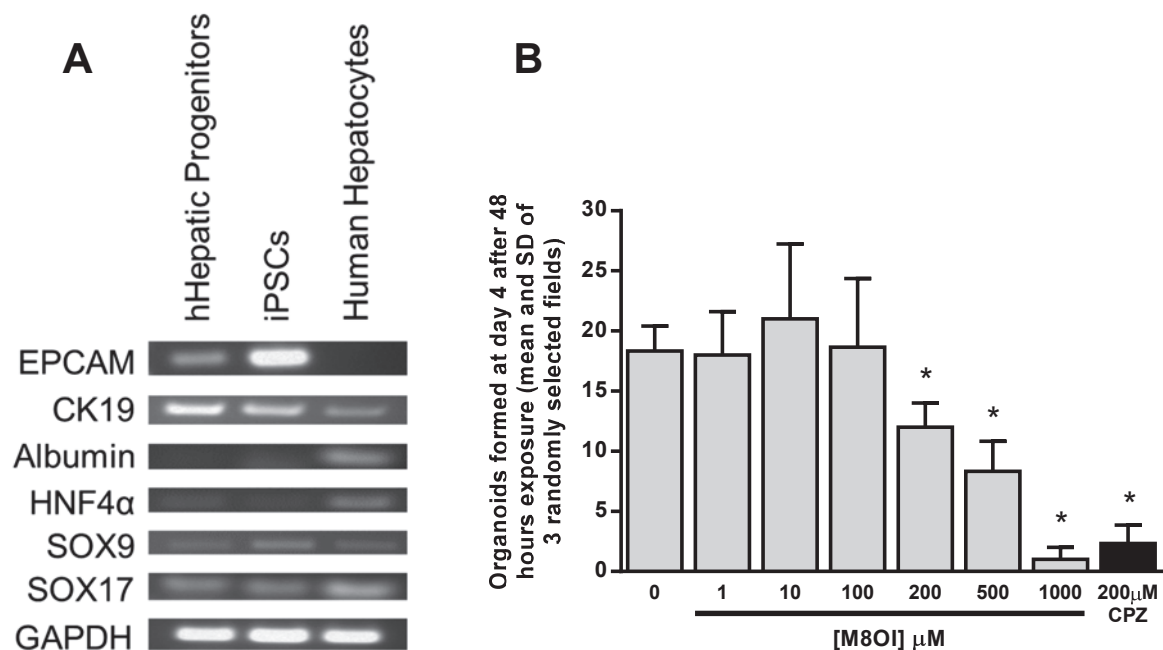 A
hHepatic Progenitors
iPSCs
Human Hepatocytes
EPCAM
CK19
Albumin
HNF4α
SOX9
SOX17
GAPDH
B
Organoids formed at day 4 after 48
hours exposure (mean and SD of
3 randomly selected fields)
30
25
20
15
10
5
0
* * * *
0 1 10 100 200 500 1000 200μM
CPZ
[M8OI] μM